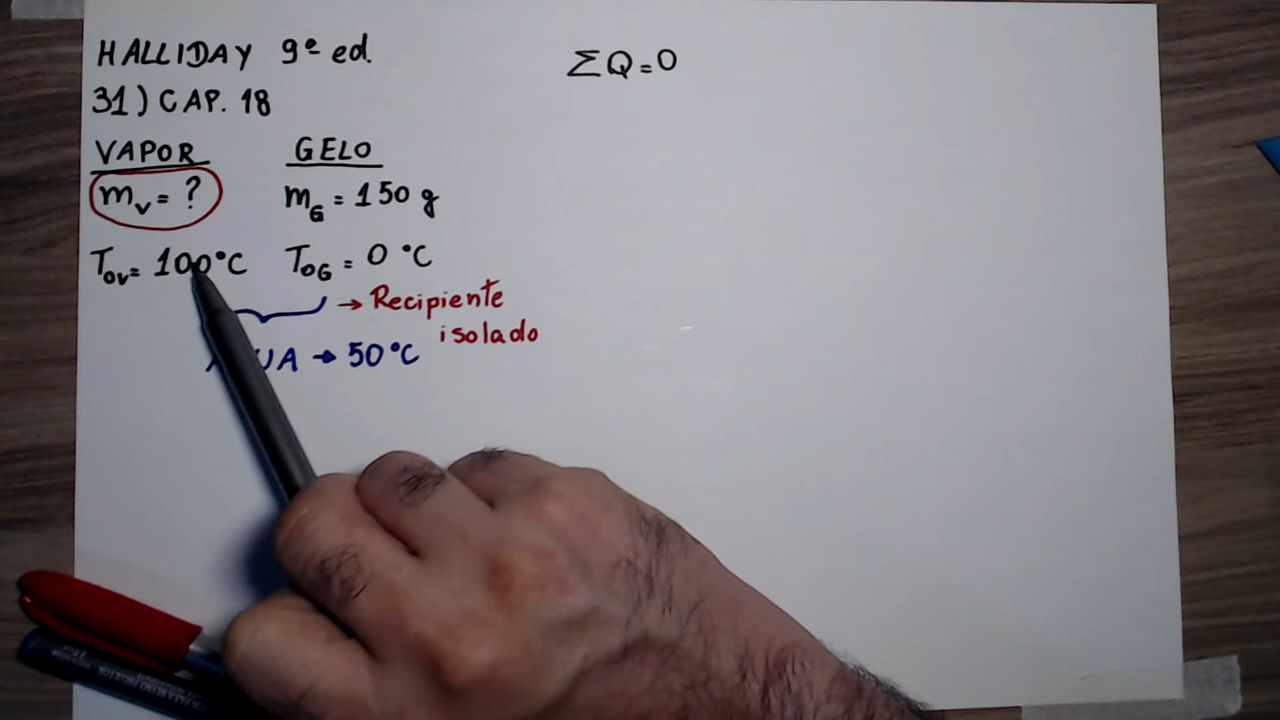 HALLIDAY 9ª ed.
31) CAP. 18
VAPOR
m_v = ?
T_ov = 100°C
GELO
m_G = 150 g
T_oG = 0 °C
→ Recipiente
isolado
→ 50°C
ΣQ=0